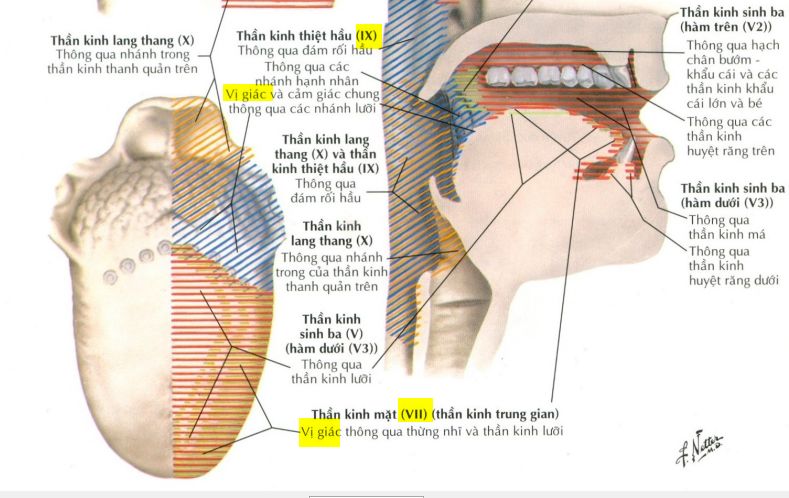 Thần kinh lang thang (X)
Thông qua nhánh trong
thần kinh thanh quản trên
Thần kinh thiệt hầu (IX)
Thông qua đám rối hầu
Thông qua các
nhánh hạnh nhân
Vị giác và cảm giác chung
thông qua các nhánh lưỡi
Thần kinh lang
thang (X) và thần
kinh thiệt hầu (IX)
Thông qua
đám rối hầu
Thần kinh
lang thang (X)
Thông qua nhánh
trong của thần kinh
thanh quản trên
Thần kinh
sinh ba (V)
(hàm dưới (V3))
Thông qua
thần kinh lưỡi
Thần kinh mặt (VII) (thần kinh trung gian)
Vị giác thông qua thừng nhĩ và thần kinh lưỡi
Thần kinh sinh ba
(hàm trên (V2))
Thông qua hạch
chân bướm -
khẩu cái và các
thần kinh khẩu
cái lớn và bé
Thông qua các
thần kinh
huyệt răng trên
Thần kinh sinh ba
(hàm dưới (V3))
Thông qua
thần kinh má
Thông qua
thần kinh
huyệt răng dưới
F. Netter
M.D.